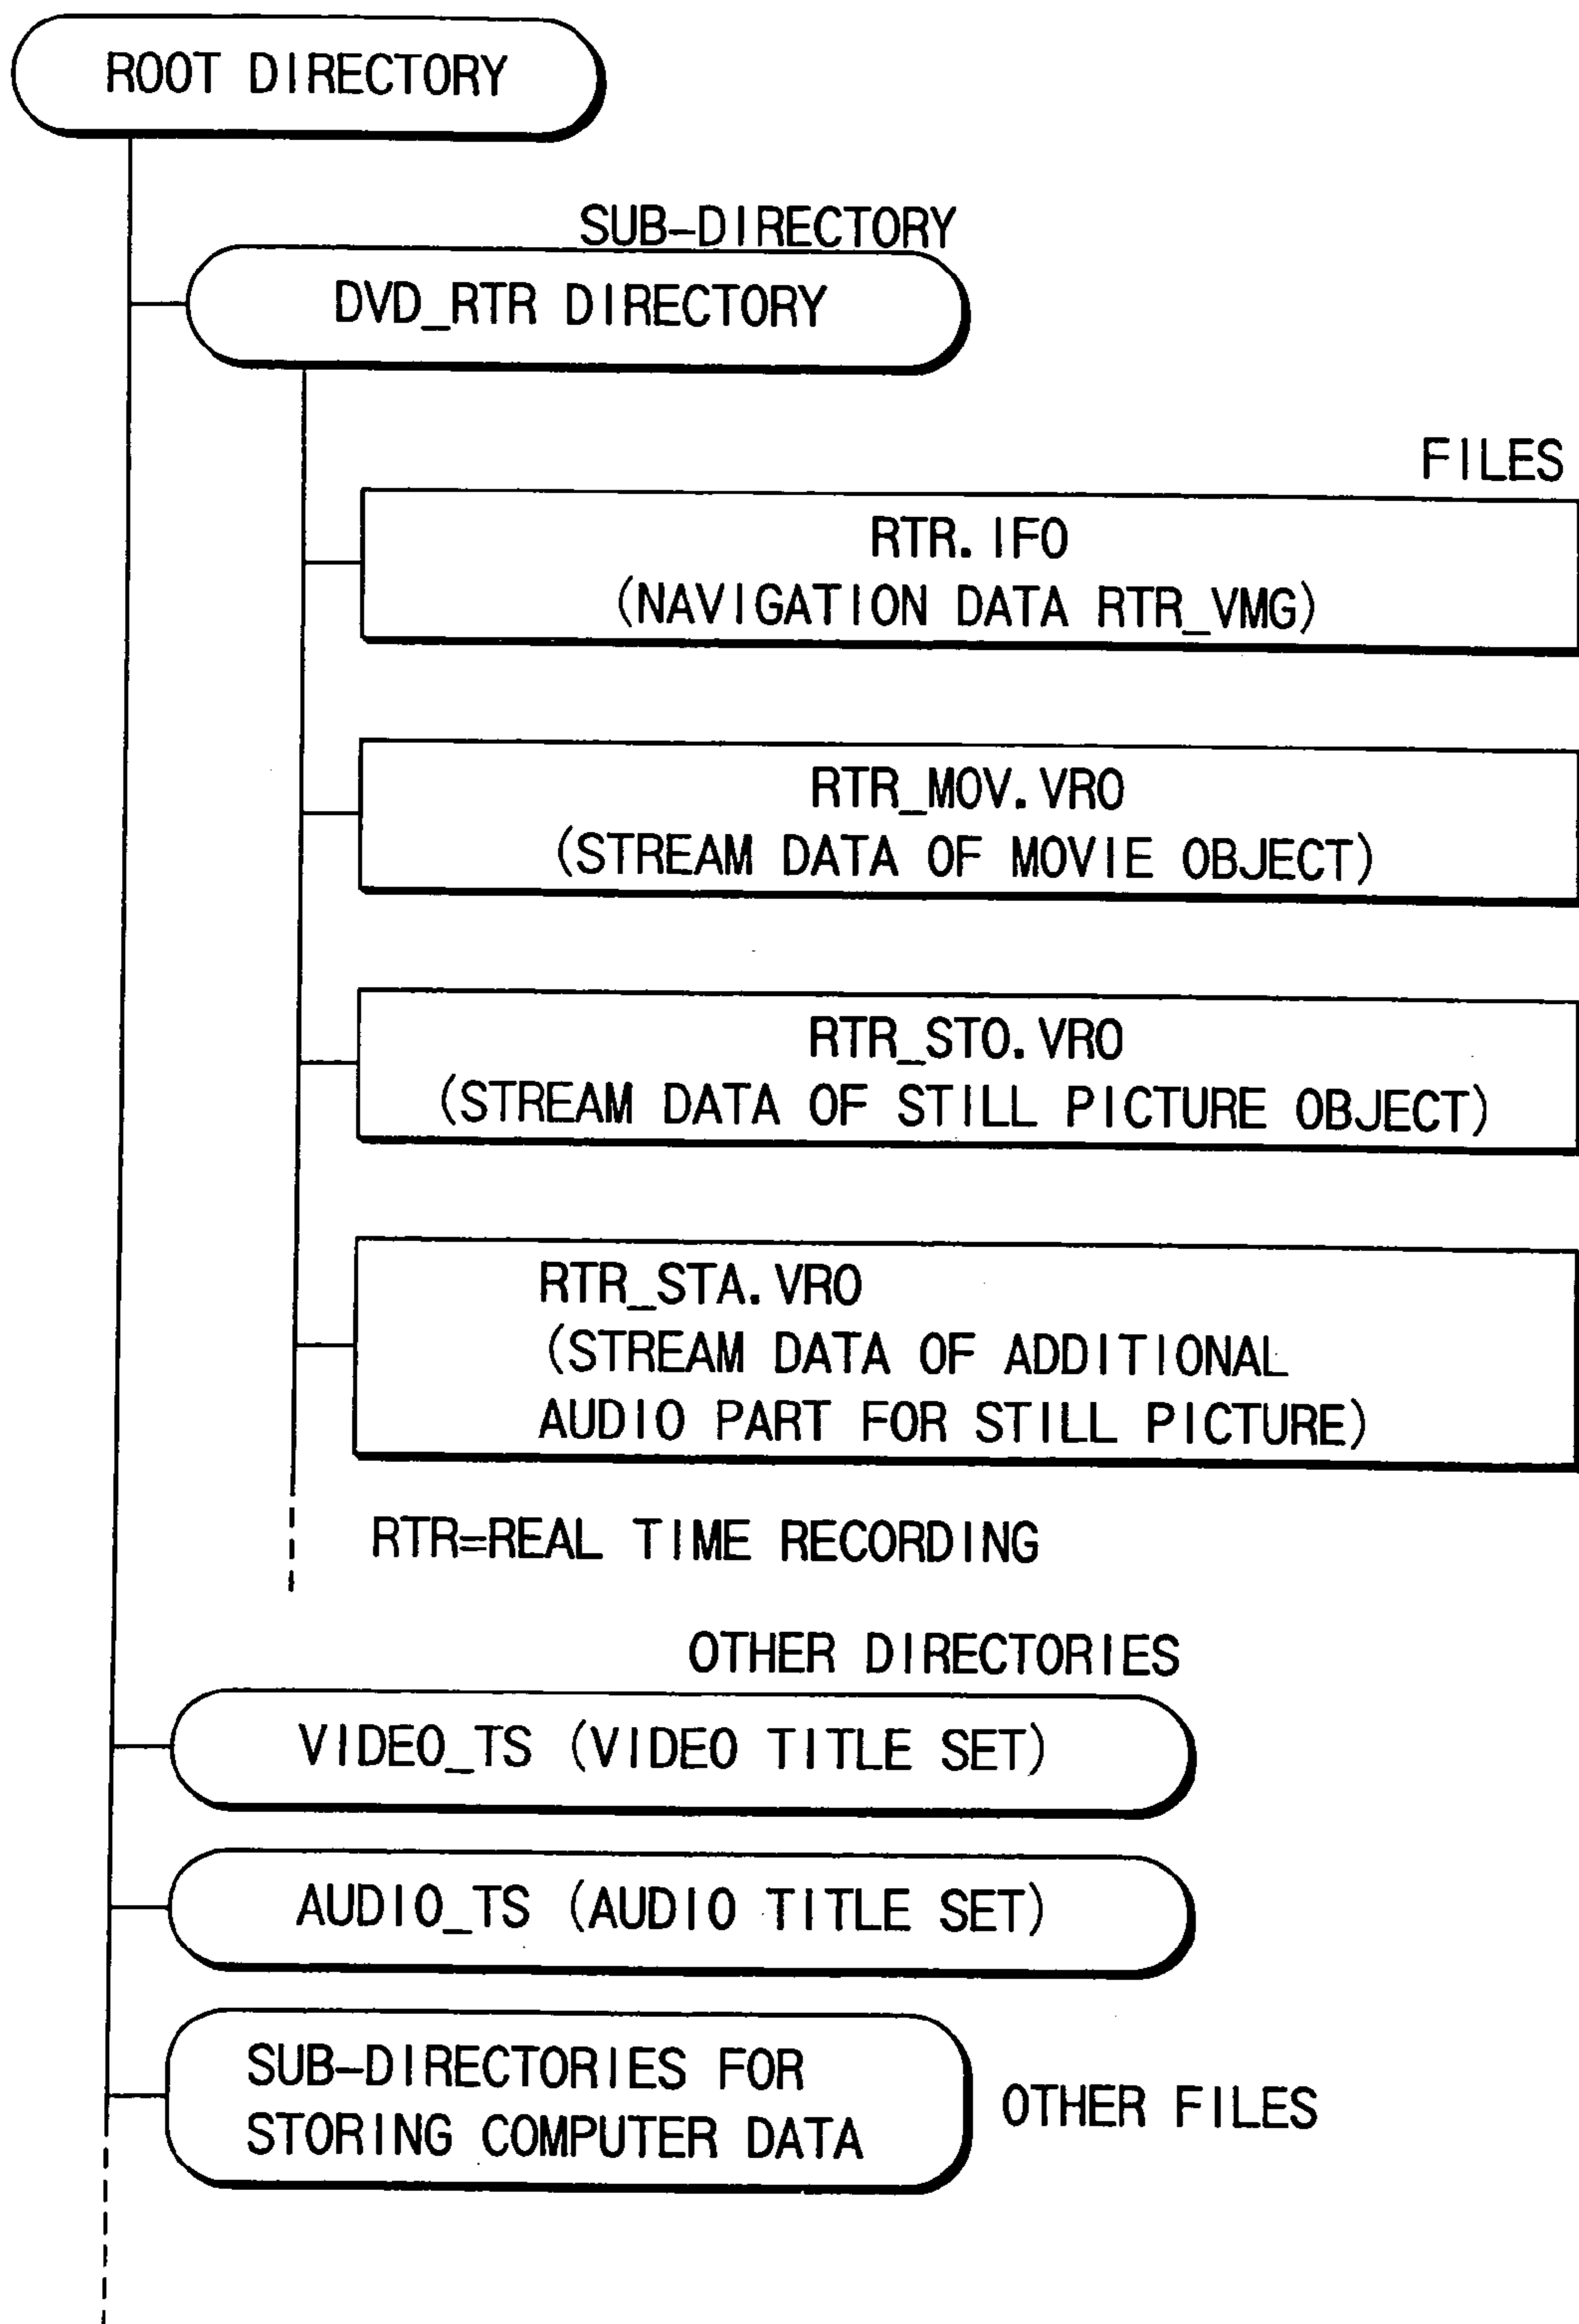 ROOT DIRECTORY
SUB-DIRECTORY
DVD_RTR DIRECTORY
FILES
RTR.IFO
(NAVIGATION DATA RTR_VMG)
RTR_MOV.VRO
(STREAM DATA OF MOVIE OBJECT)
RTR_STO.VRO
(STREAM DATA OF STILL PICTURE OBJECT)
RTR_STA.VRO
(STREAM DATA OF ADDITIONAL
AUDIO PART FOR STILL PICTURE)
RTR=REAL TIME RECORDING
OTHER DIRECTORIES
VIDEO_TS (VIDEO TITLE SET)
AUDIO_TS (AUDIO TITLE SET)
SUB-DIRECTORIES FOR
STORING COMPUTER DATA
OTHER FILES